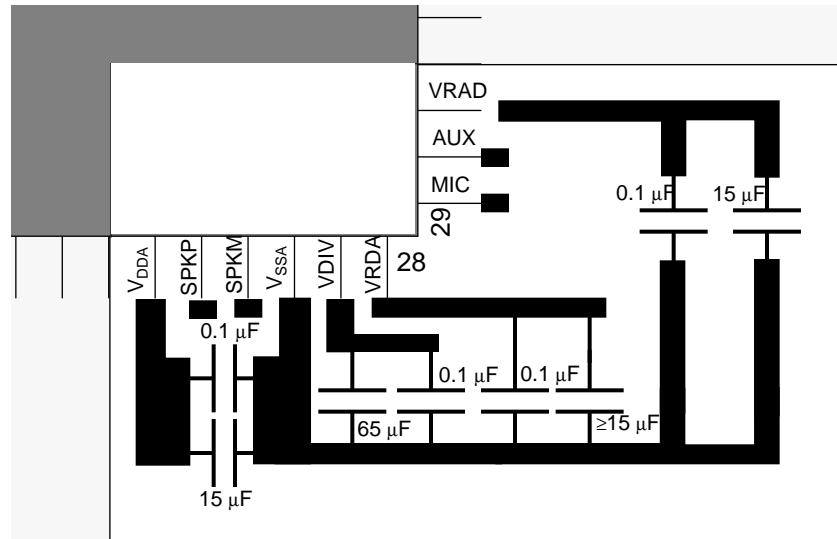 VRAD
AUX
MIC
29
V_DDA
SPKP
SPKM
V_SSA
VDIV
VRDA
28
0.1 μF
15 μF
0.1 μF
0.1 μF
0.1 μF
65 μF
≥15 μF
15 μF